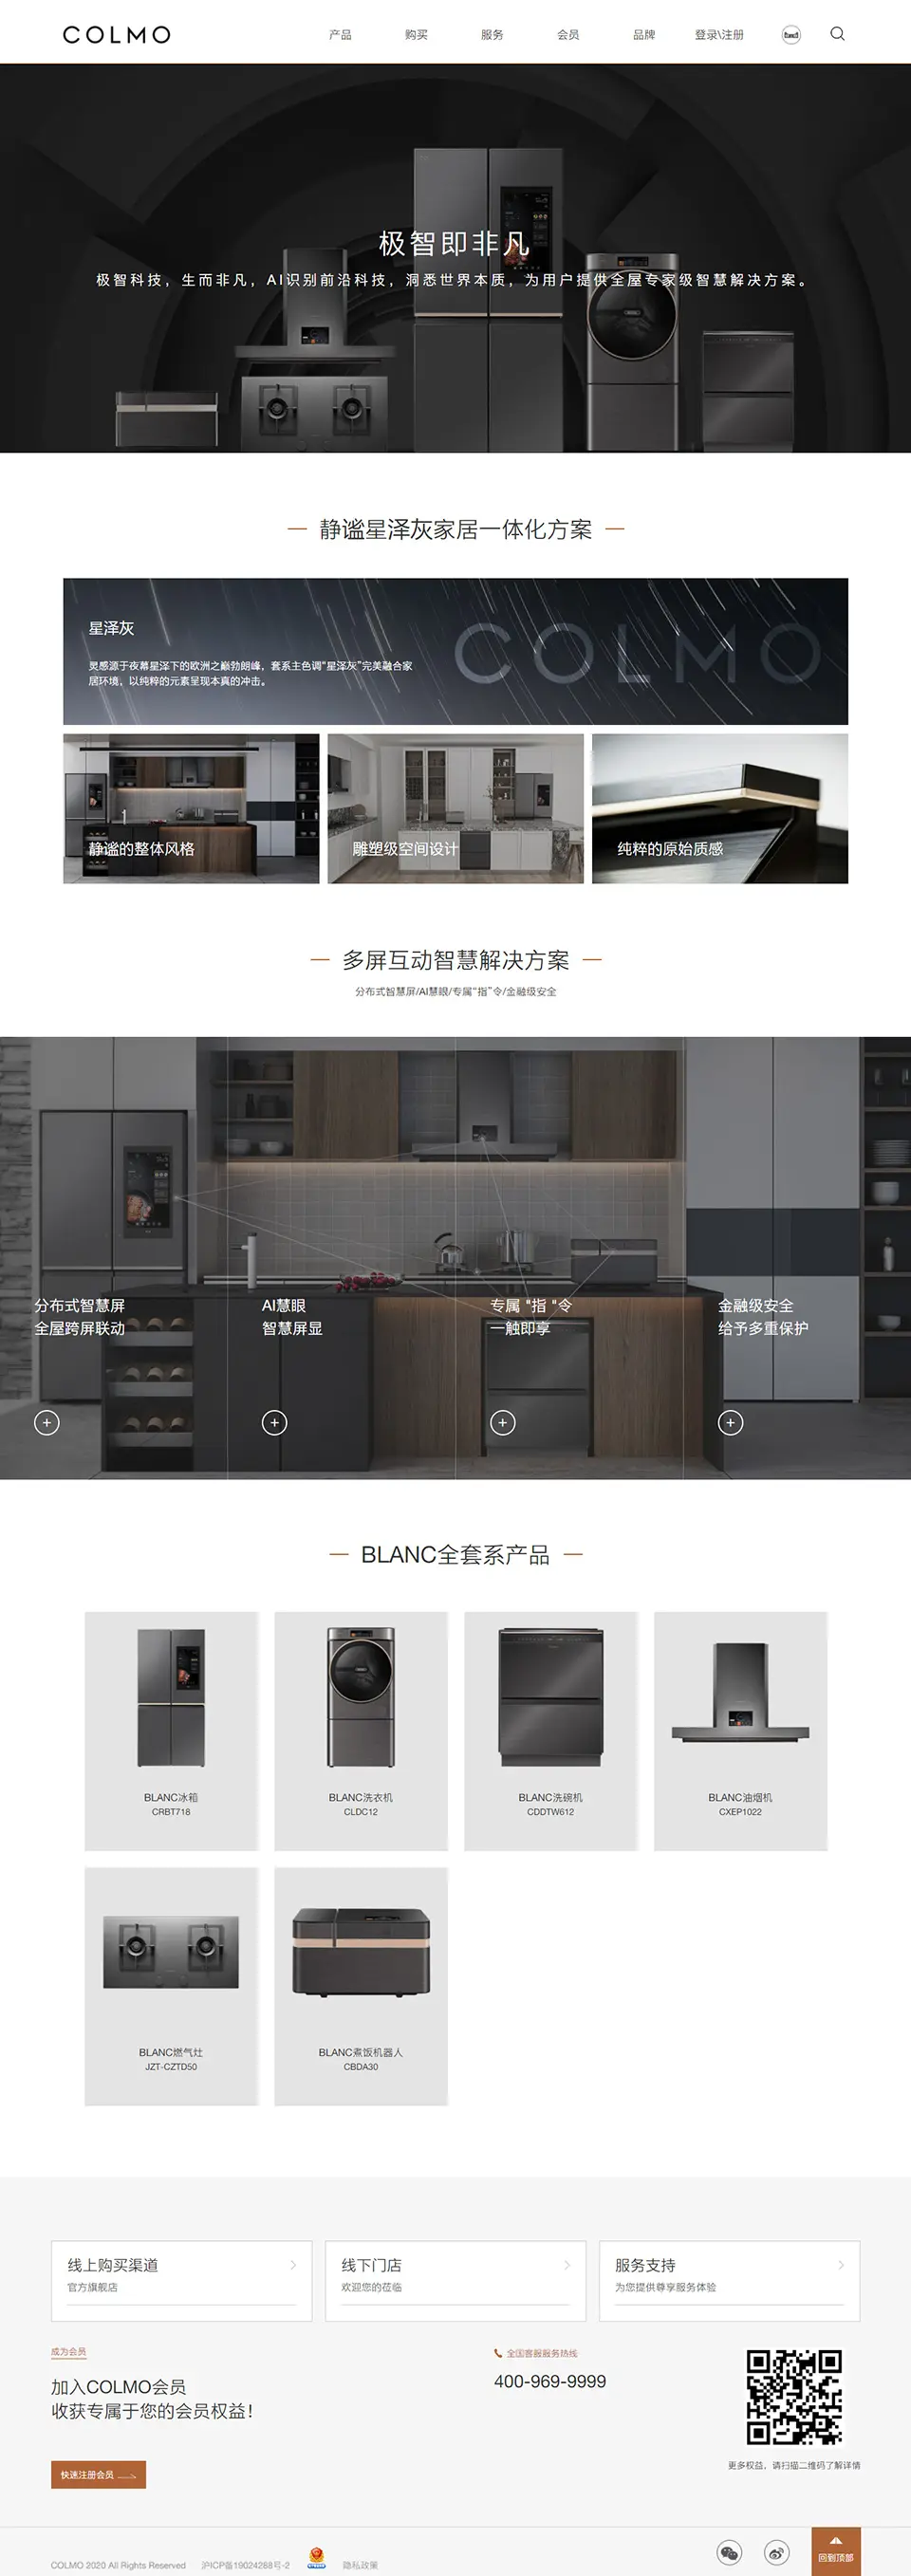 COLMO
产品 购买 服务 会员 品牌 登录\注册
极智即非凡
极智科技，生而非凡，AI识别前沿科技，洞悉世界本质，为用户提供全屋专家级智慧解决方案。
静谧星泽灰家居一体化方案
星泽灰
COLMO
灵感源于夜幕星泽下的欧洲之巅勃朗峰，套系主色调“星泽灰”完美融合家
居环境，以纯粹的元素呈现本真的冲击。
静谧的整体风格
雕塑级空间设计
纯粹的原始质感
多屏互动智慧解决方案
分布式智慧屏/AI慧眼/专属“指”令/金融级安全
分布式智慧屏
全屋跨屏联动
AI慧眼
智慧屏显
专属 "指 "令
一触即享
金融级安全
给予多重保护
BLANC全套系产品
BLANC冰箱
CRBT718
BLANC洗衣机
CLDC12
BLANC洗碗机
CDDTW612
BLANC油烟机
CXEP1022
BLANC燃气灶
JZT-CZTD50
BLANC煮饭机器人
CBDA30
线上购买渠道
官方旗舰店
线下门店
欢迎您的莅临
服务支持
为您提供尊享服务体验
成为会员
加入COLMO会员
收获专属于您的会员权益！
快速注册会员
全国客服服务热线
400-969-9999
更多权益，请扫描二维码了解详情
COLMO 2020 All Rights Reserved 沪ICP备19024288号-2 隐私政策
回到顶部